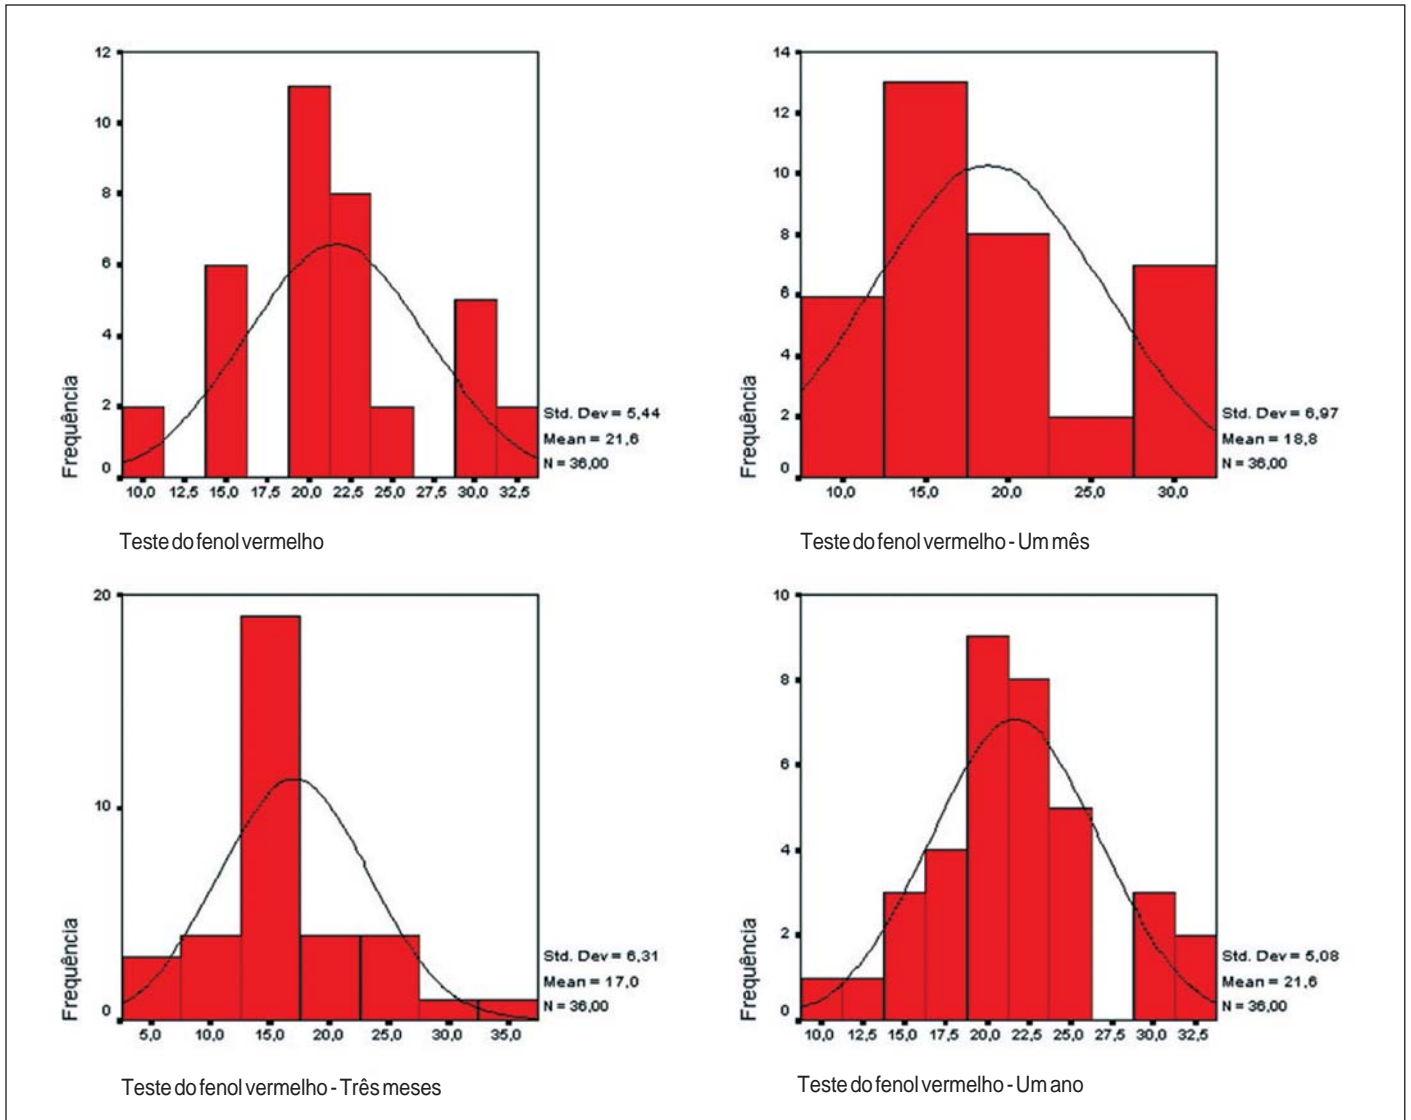 12
10
8
6
4
2
0
Frequência
10,0 12,5 15,0 17,5 20,0 22,5 25,0 27,5 30,0 32,5
Std. Dev = 5,44
Mean = 21,6
N = 36,00
Teste do fenol vermelho
14
12
10
8
6
4
2
0
Frequência
10,0 15,0 20,0 25,0 30,0
Std. Dev = 6,97
Mean = 18,8
N = 36,00
Teste do fenol vermelho - Um mês
20
10
0
Frequência
5,0 10,0 15,0 20,0 25,0 30,0 35,0
Std. Dev = 6,31
Mean = 17,0
N = 36,00
Teste do fenol vermelho - Três meses
10
8
6
4
2
0
Frequência
10,0 12,5 15,0 17,5 20,0 22,5 25,0 27,5 30,0 32,5
Std. Dev = 5,08
Mean = 21,6
N = 36,00
Teste do fenol vermelho - Um ano